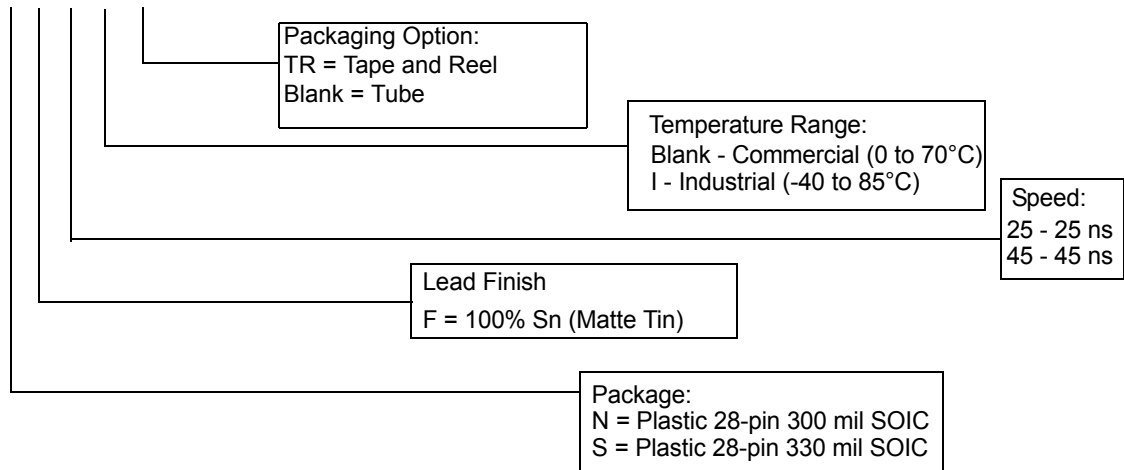 Packaging Option:
TR = Tape and Reel
Blank = Tube
Temperature Range:
Blank - Commercial (0 to 70°C)
I - Industrial (-40 to 85°C)
Speed:
25 - 25 ns
45 - 45 ns
Lead Finish
F = 100% Sn (Matte Tin)
Package:
N = Plastic 28-pin 300 mil SOIC
S = Plastic 28-pin 330 mil SOIC